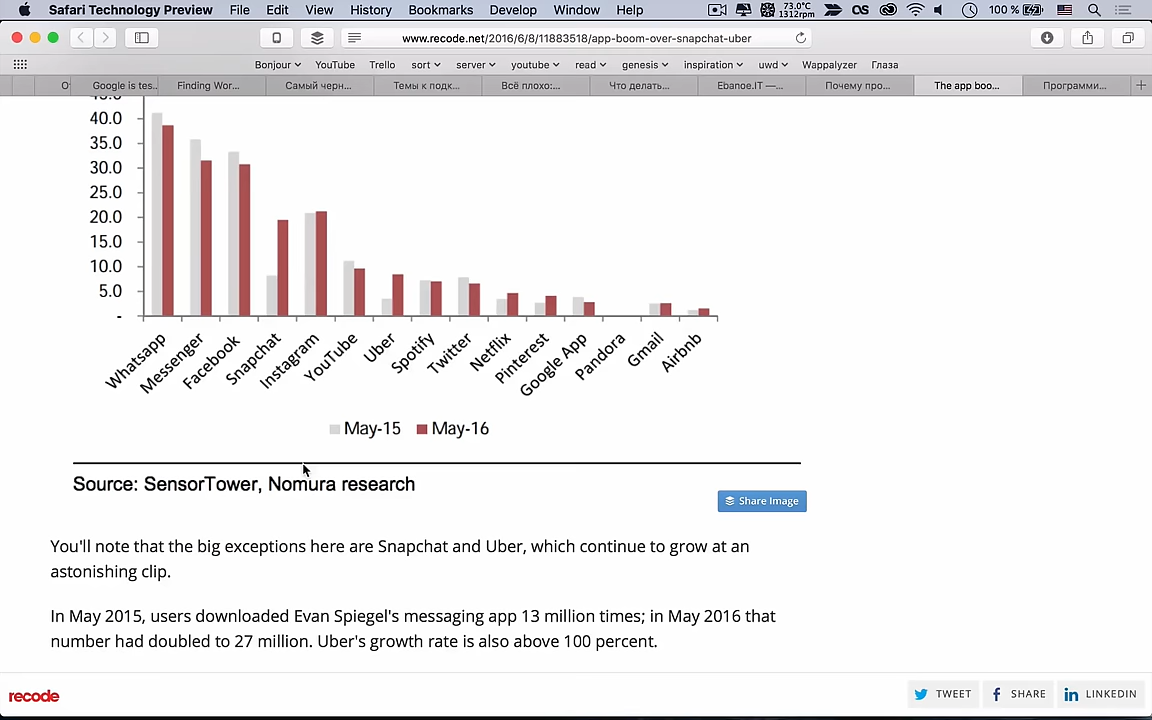 Safari Technology Preview File Edit View History Bookmarks Develop Window Help 73.0°C 1312rpm 100 %
www.recode.net/2016/6/8/11883518/app-boom-over-snapchat-uber
Bonjour YouTube Trello sort server youtube read genesis inspiration uwd Wappalyzer Глаза
Google is tes... Finding Wor... Самый черн... Темы к подк... Всё плохо:... Что делать... Ebanoe.IT —... Почему про... The app boo... Программи...
45.0
40.0
35.0
30.0
25.0
20.0
15.0
10.0
5.0
-
Whatsapp Messenger Facebook Snapchat Instagram YouTube Uber Spotify Twitter Netflix Pinterest Google App Pandora Gmail Airbnb
May-15 May-16
Source: SensorTower, Nomura research
Share Image
You'll note that the big exceptions here are Snapchat and Uber, which continue to grow at an
astonishing clip.
In May 2015, users downloaded Evan Spiegel's messaging app 13 million times; in May 2016 that
number had doubled to 27 million. Uber's growth rate is also above 100 percent.
recode TWEET SHARE LINKEDIN